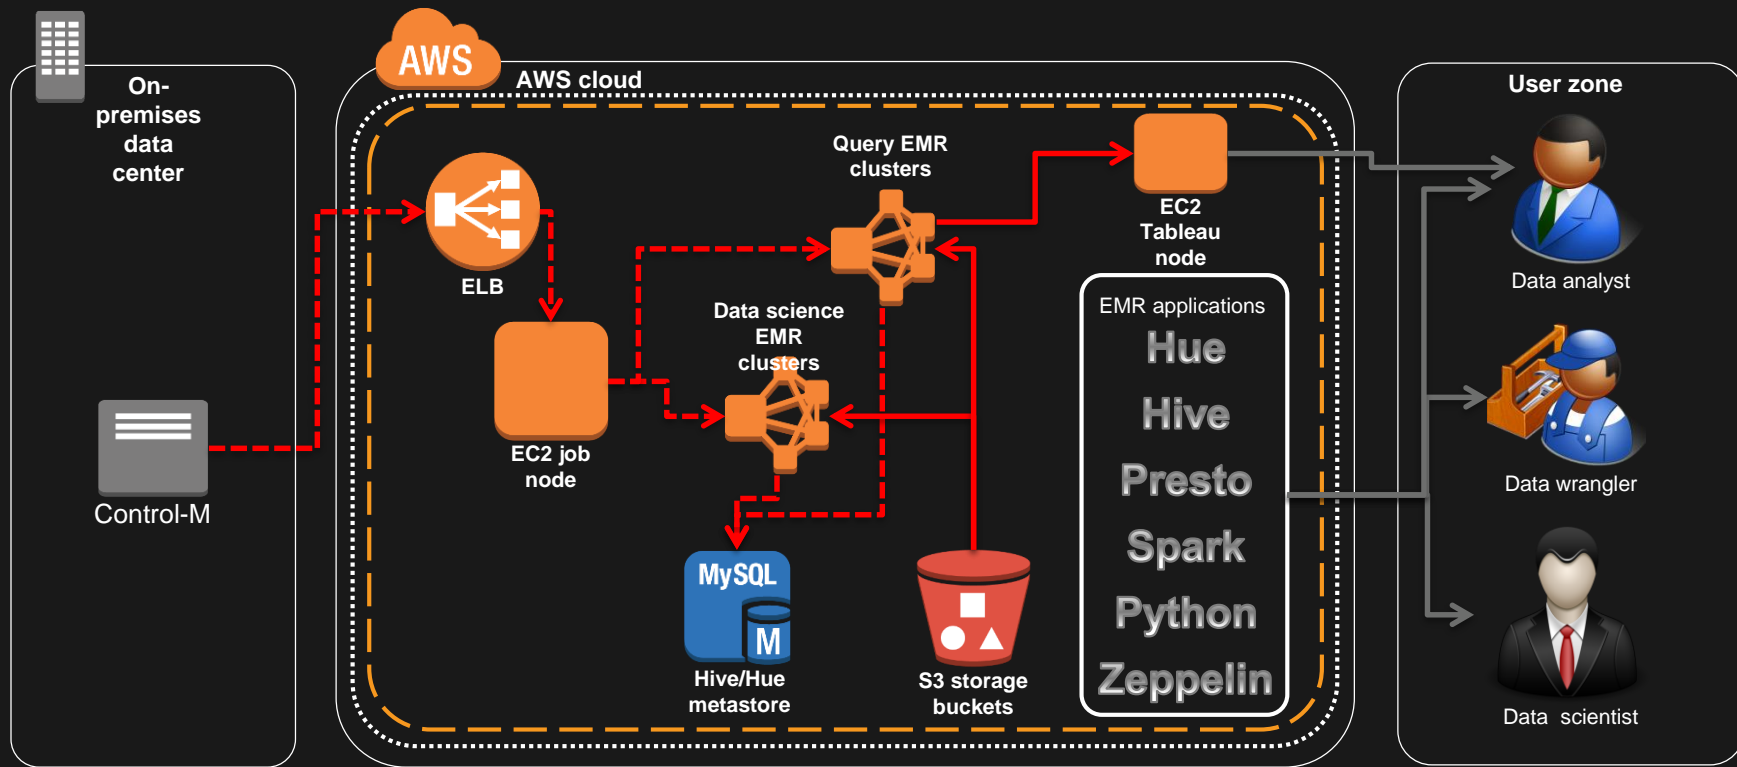 On-
premises
data
center
Control-M
AWS
AWS cloud
ELB
EC2 job
node
Query EMR
clusters
Data science
EMR
clusters
MySQL
M
Hive/Hue
metastore
S3 storage
buckets
EC2
Tableau
node
EMR applications
Hue
Hive
Presto
Spark
Python
Zeppelin
User zone
Data analyst
Data wrangler
Data scientist